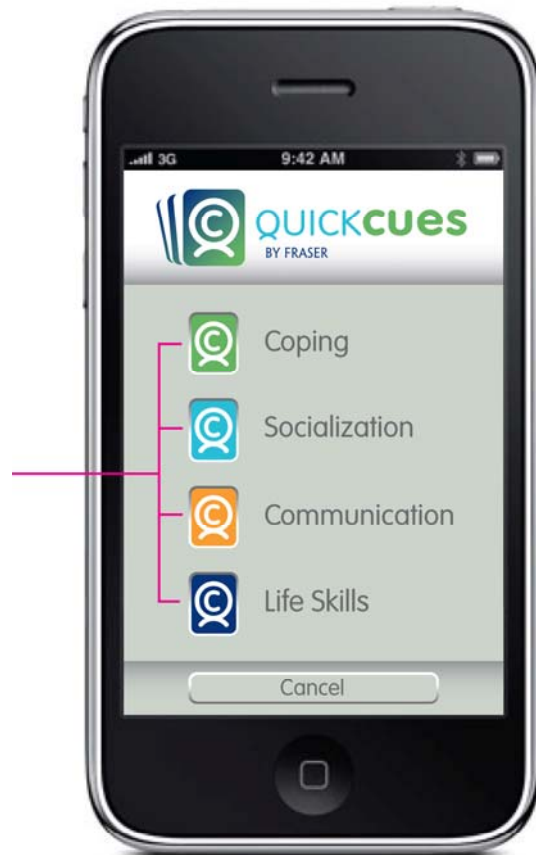 3G 9:42 AM
QUICKCUES
BY FRASER
C Coping
C Socialization
C Communication
C Life Skills
Cancel